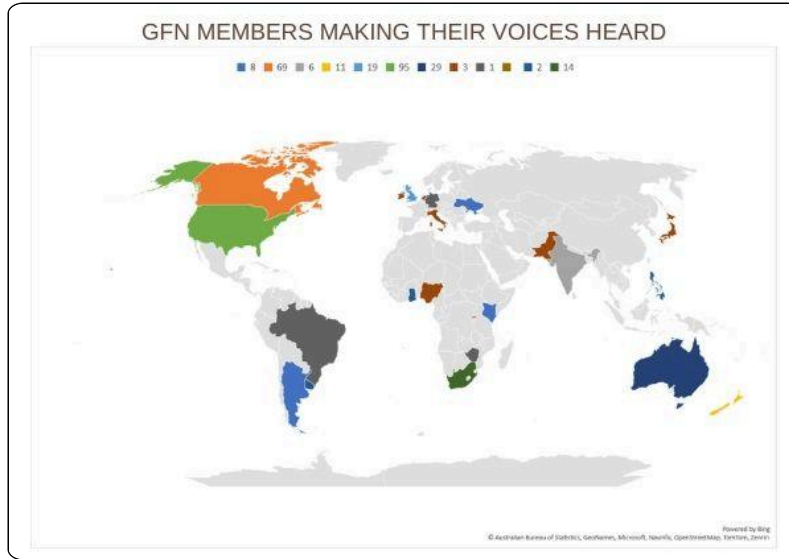 GFN MEMBERS MAKING THEIR VOICES HEARD
8 69 6 11 19 95 29 3 1 2 14
Powered by Bing
© Australian Bureau of Statistics, GeoNames, Microsoft, Navinfo, OpenStreetMap, TomTom, Zenrin